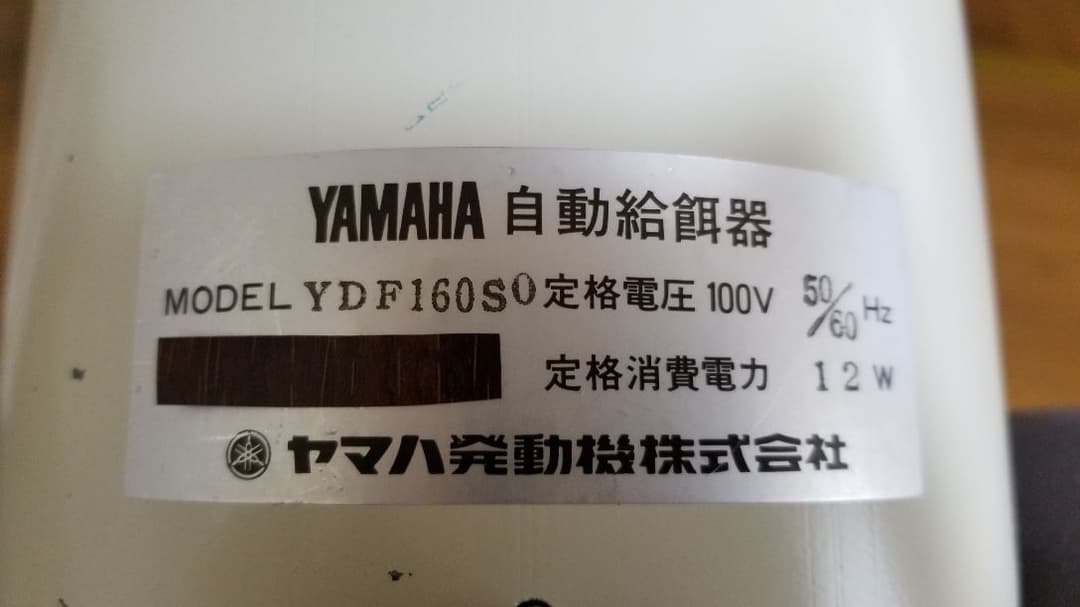 YAMAHA 自動給餌器
MODEL YDF160S0 定格電圧 100V 50/60 Hz
定格消費電力 12W
ヤマハ発動機株式会社